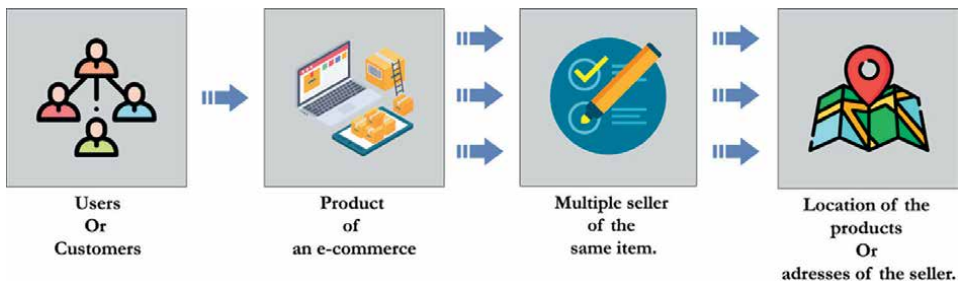 Users
Or
Customers
Product
of
an e-commerce
Multiple seller
of the
same item.
Location of the
products
Or
adresses of the seller.